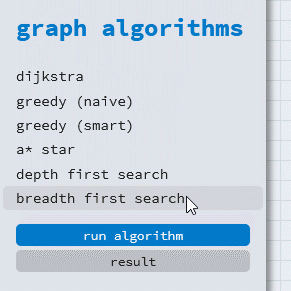 graph algorithms
dijkstra
greedy (naive)
greedy (smart)
a* star
depth first search
breadth first search
run algorithm
result